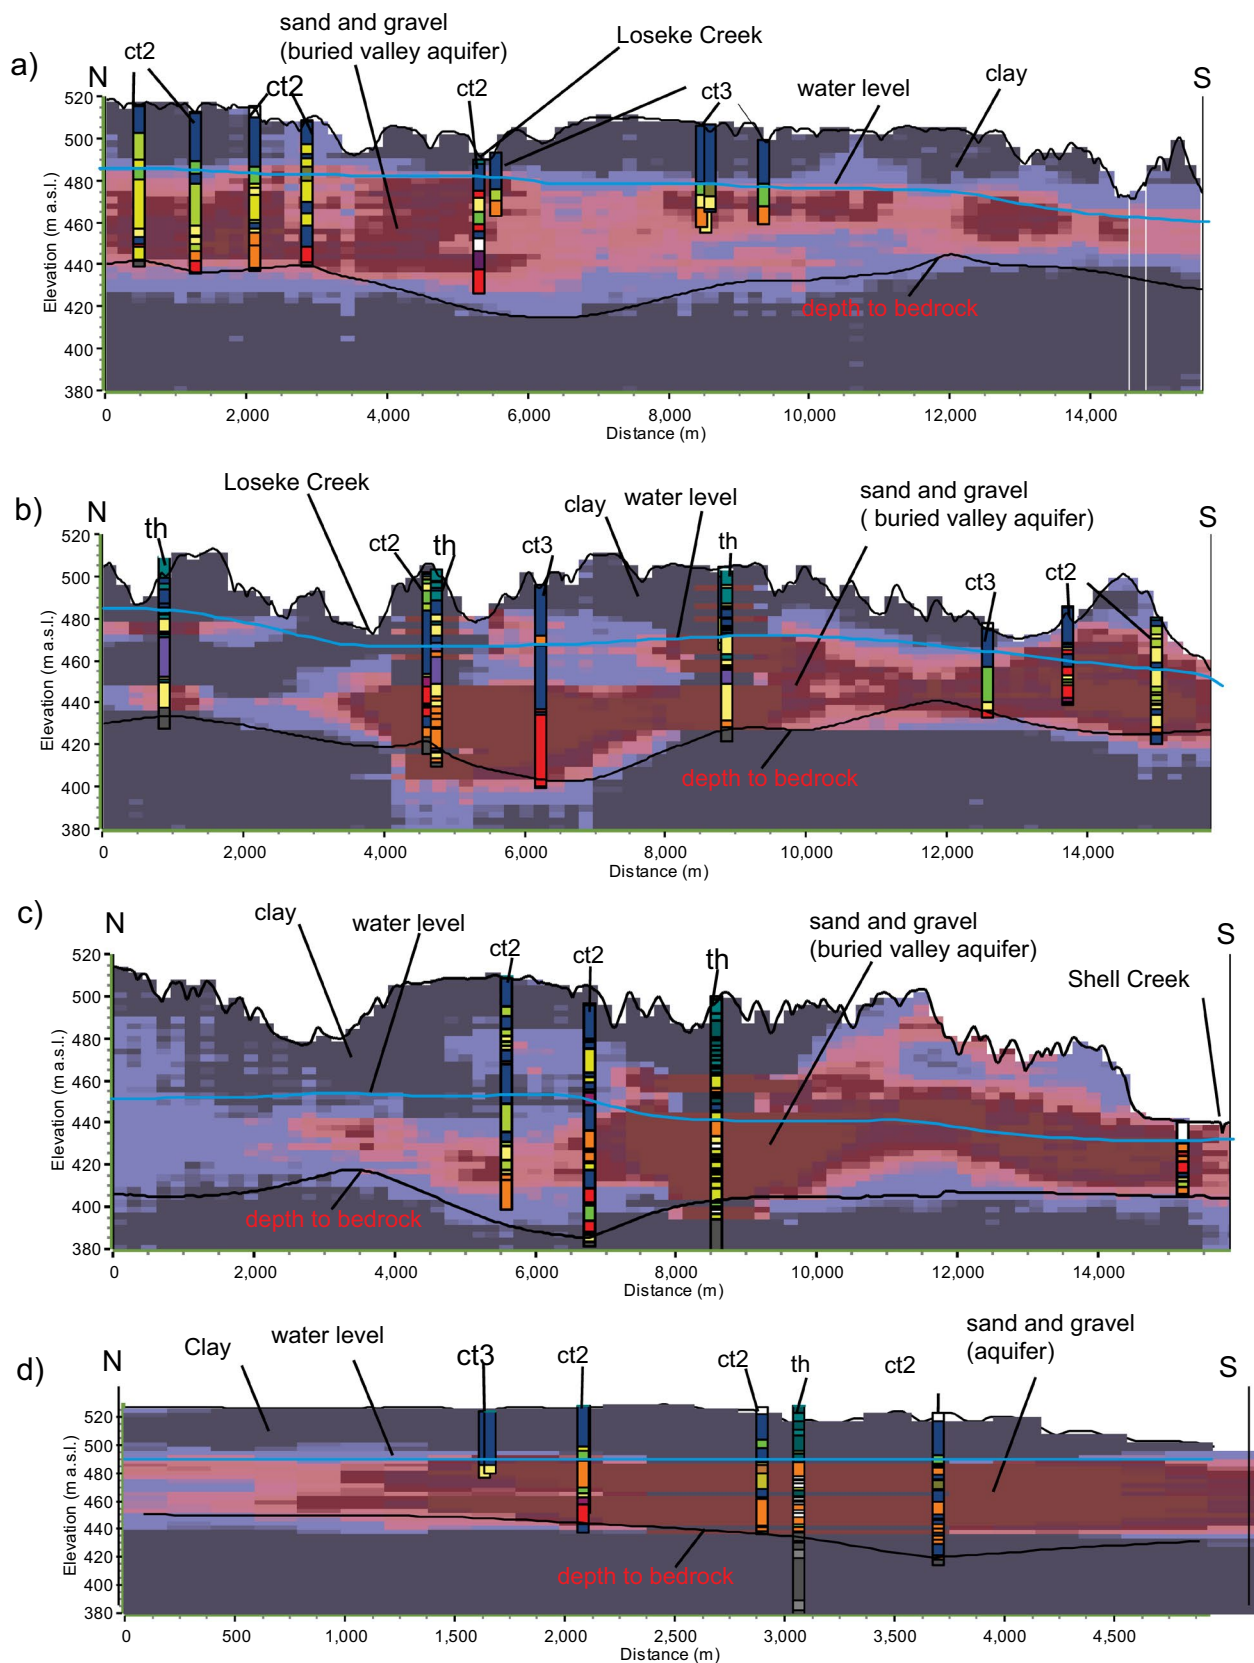 a)
N
ct2
sand and gravel
(buried valley aquifer)
ct2
ct2
Loseke Creek
ct3
water level
clay
S
Elevation (m a.s.l.)
520
500
480
460
440
420
400
380
depth to bedrock
0
2,000
4,000
6,000
8,000
10,000
12,000
14,000
Distance (m)
b)
N
th
Loseke Creek
ct2
th
ct3
clay
water level
th
sand and gravel
( buried valley aquifer)
ct3
ct2
S
Elevation (m a.s.l.)
520
500
480
460
440
420
400
380
depth to bedrock
0
2,000
4,000
6,000
8,000
10,000
12,000
14,000
Distance (m)
c)
N
clay
water level
ct2
ct2
th
sand and gravel
(buried valley aquifer)
Shell Creek
S
Elevation (m a.s.l.)
520
500
480
460
440
420
400
380
depth to bedrock
0
2,000
4,000
6,000
8,000
10,000
12,000
14,000
Distance (m)
d)
N
Clay
water level
ct3
ct2
ct2
th
ct2
sand and gravel
(aquifer)
S
Elevation (m a.s.l.)
520
500
480
460
440
420
400
380
depth to bedrock
0
500
1,000
1,500
2,000
2,500
3,000
3,500
4,000
4,500
Distance (m)